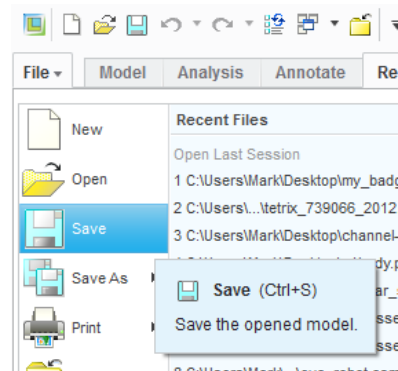 File Model Analysis Annotate Re
New
Open
Save
Save As
Print
Recent Files
Open Last Session
1 C:\Users\Mark\Desktop\my_badg
2 C:\Users\...\tetrix_739066_2012
3 C:\Users\Mark\Desktop\channel-
Save (Ctrl+S)
Save the opened model.